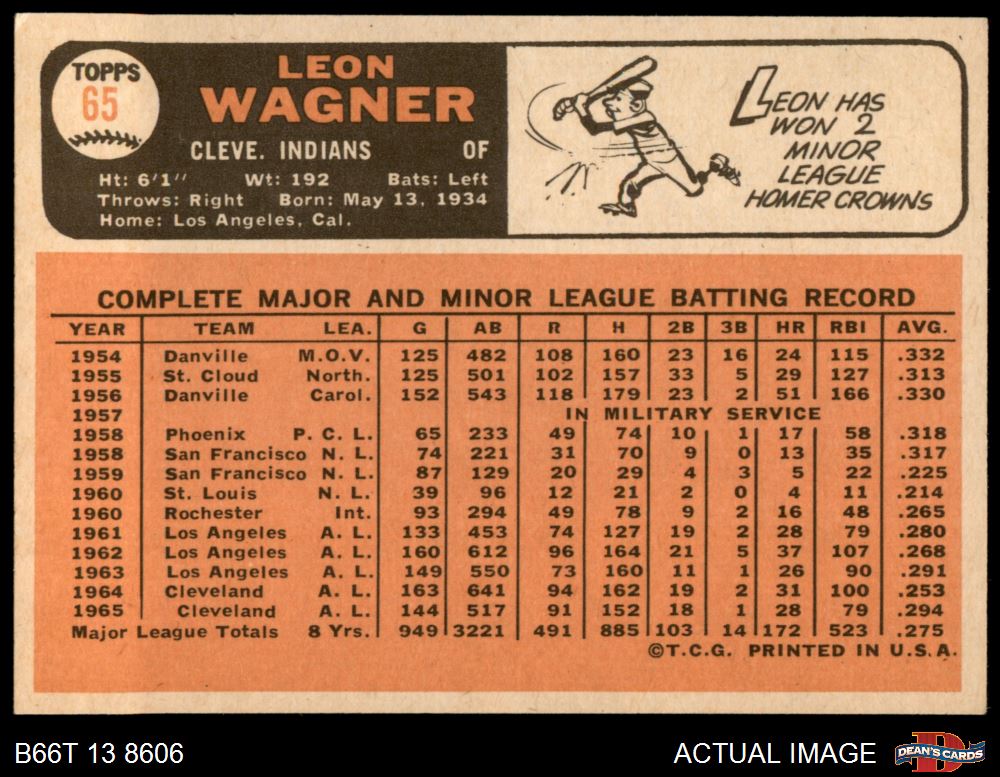 TOPPS
65
LEON
WAGNER
CLEVE. INDIANS OF
Ht: 6'1" Wt: 192 Bats: Left
Throws: Right Born: May 13, 1934
Home: Los Angeles, Cal.
LEON HAS
WON 2
MINOR
LEAGUE
HOMER CROWNS
COMPLETE MAJOR AND MINOR LEAGUE BATTING RECORD
YEAR TEAM LEA. G AB R H 2B 3B HR RBI AVG.
1954 Danville M.O.V. 125 482 108 160 23 16 24 115 .332
1955 St. Cloud North. 125 501 102 157 33 5 29 127 .313
1956 Danville Carol. 152 543 118 179 23 2 51 166 .330
1957 IN MILITARY SERVICE
1958 Phoenix P. C. L. 65 233 49 74 10 1 17 58 .318
1958 San Francisco N. L. 74 221 31 70 9 0 13 35 .317
1959 San Francisco N. L. 87 129 20 29 4 3 5 22 .225
1960 St. Louis N. L. 39 96 12 21 2 0 4 11 .214
1960 Rochester Int. 93 294 49 78 9 2 16 48 .265
1961 Los Angeles A. L. 133 453 74 127 19 2 28 79 .280
1962 Los Angeles A. L. 160 612 96 164 21 5 37 107 .268
1963 Los Angeles A. L. 149 550 73 160 11 1 26 90 .291
1964 Cleveland A. L. 163 641 94 162 19 2 31 100 .253
1965 Cleveland A. L. 144 517 91 152 18 1 28 79 .294
Major League Totals 8 Yrs. 949 3221 491 885 103 14 172 523 .275
©T.C.G. PRINTED IN U.S.A.
B66T 13 8606 ACTUAL IMAGE
D
DEAN'S CARDS